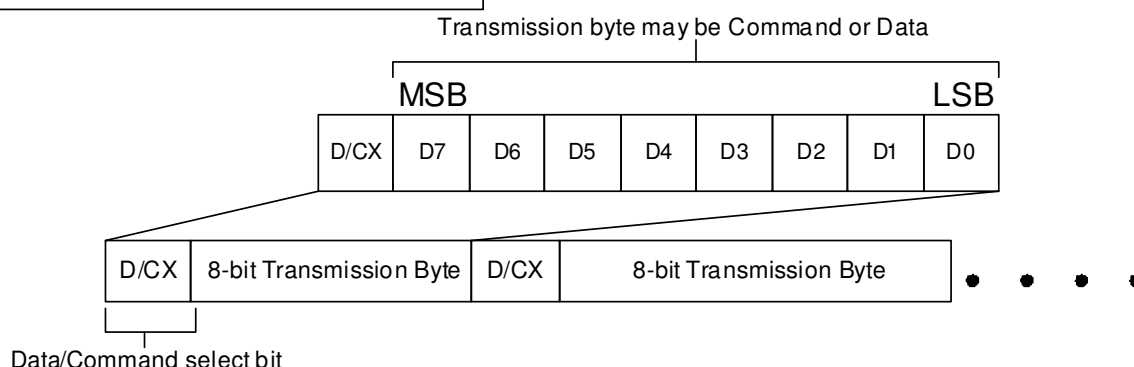 Transmission byte may be Command or Data
MSB LSB
D/CX D7 D6 D5 D4 D3 D2 D1 D0
D/CX 8-bit Transmission Byte D/CX 8-bit Transmission Byte
Data/Command select bit